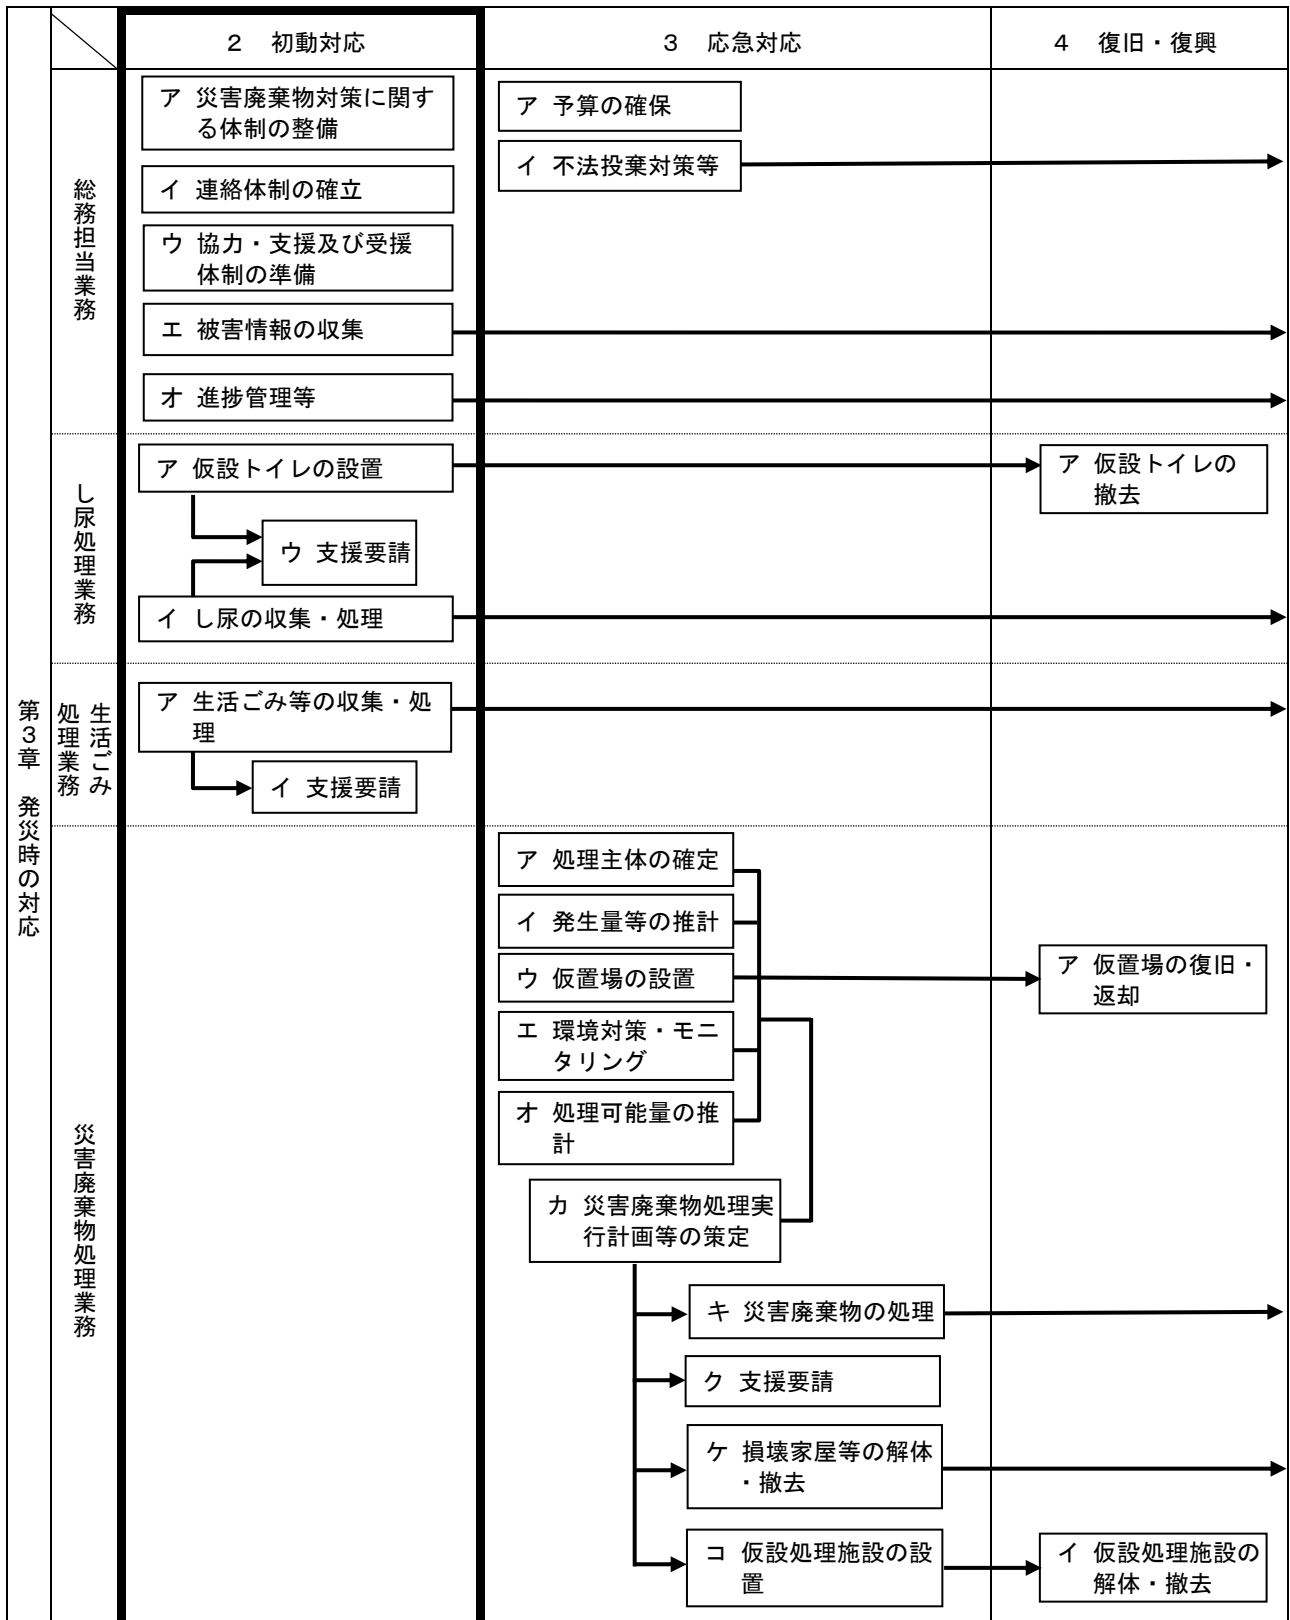 第３章　発災時の対応
２　初動対応
３　応急対応
４　復旧・復興
総務担当業務
ア 災害廃棄物対策に関す
る体制の整備
イ 連絡体制の確立
ウ 協力・支援及び受援
体制の準備
エ 被害情報の収集
オ 進捗管理等
ア 予算の確保
イ 不法投棄対策等
し尿処理業務
ア 仮設トイレの設置
ウ 支援要請
イ し尿の収集・処理
ア 仮設トイレの
撤去
生活ごみ
処理業務
ア 生活ごみ等の収集・処
理
イ 支援要請
災害廃棄物処理業務
ア 処理主体の確定
イ 発生量等の推計
ウ 仮置場の設置
エ 環境対策・モニ
タリング
オ 処理可能量の推
計
カ 災害廃棄物処理実
行計画等の策定
キ 災害廃棄物の処理
ク 支援要請
ケ 損壊家屋等の解体
・撤去
コ 仮設処理施設の設
置
ア 仮置場の復旧・
返却
イ 仮設処理施設の
解体・撤去